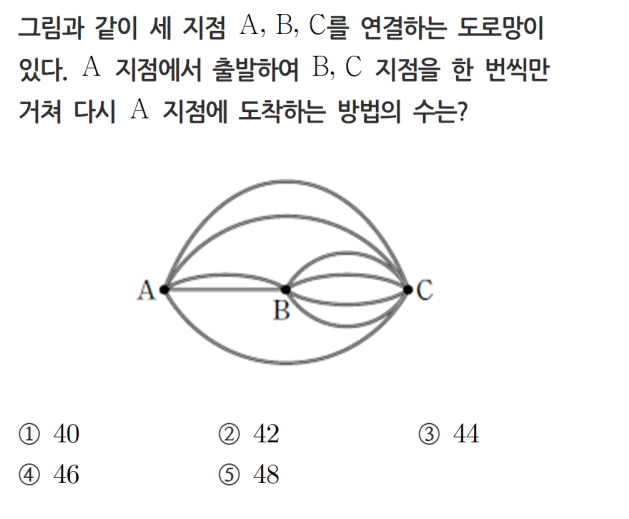 그림과 같이 세 지점 A, B, C를 연결하는 도로망이
있다. A 지점에서 출발하여 B, C 지점을 한 번씩만
거쳐 다시 A 지점에 도착하는 방법의 수는?
A
B
C
① 40 ② 42 ③ 44
④ 46 ⑤ 48